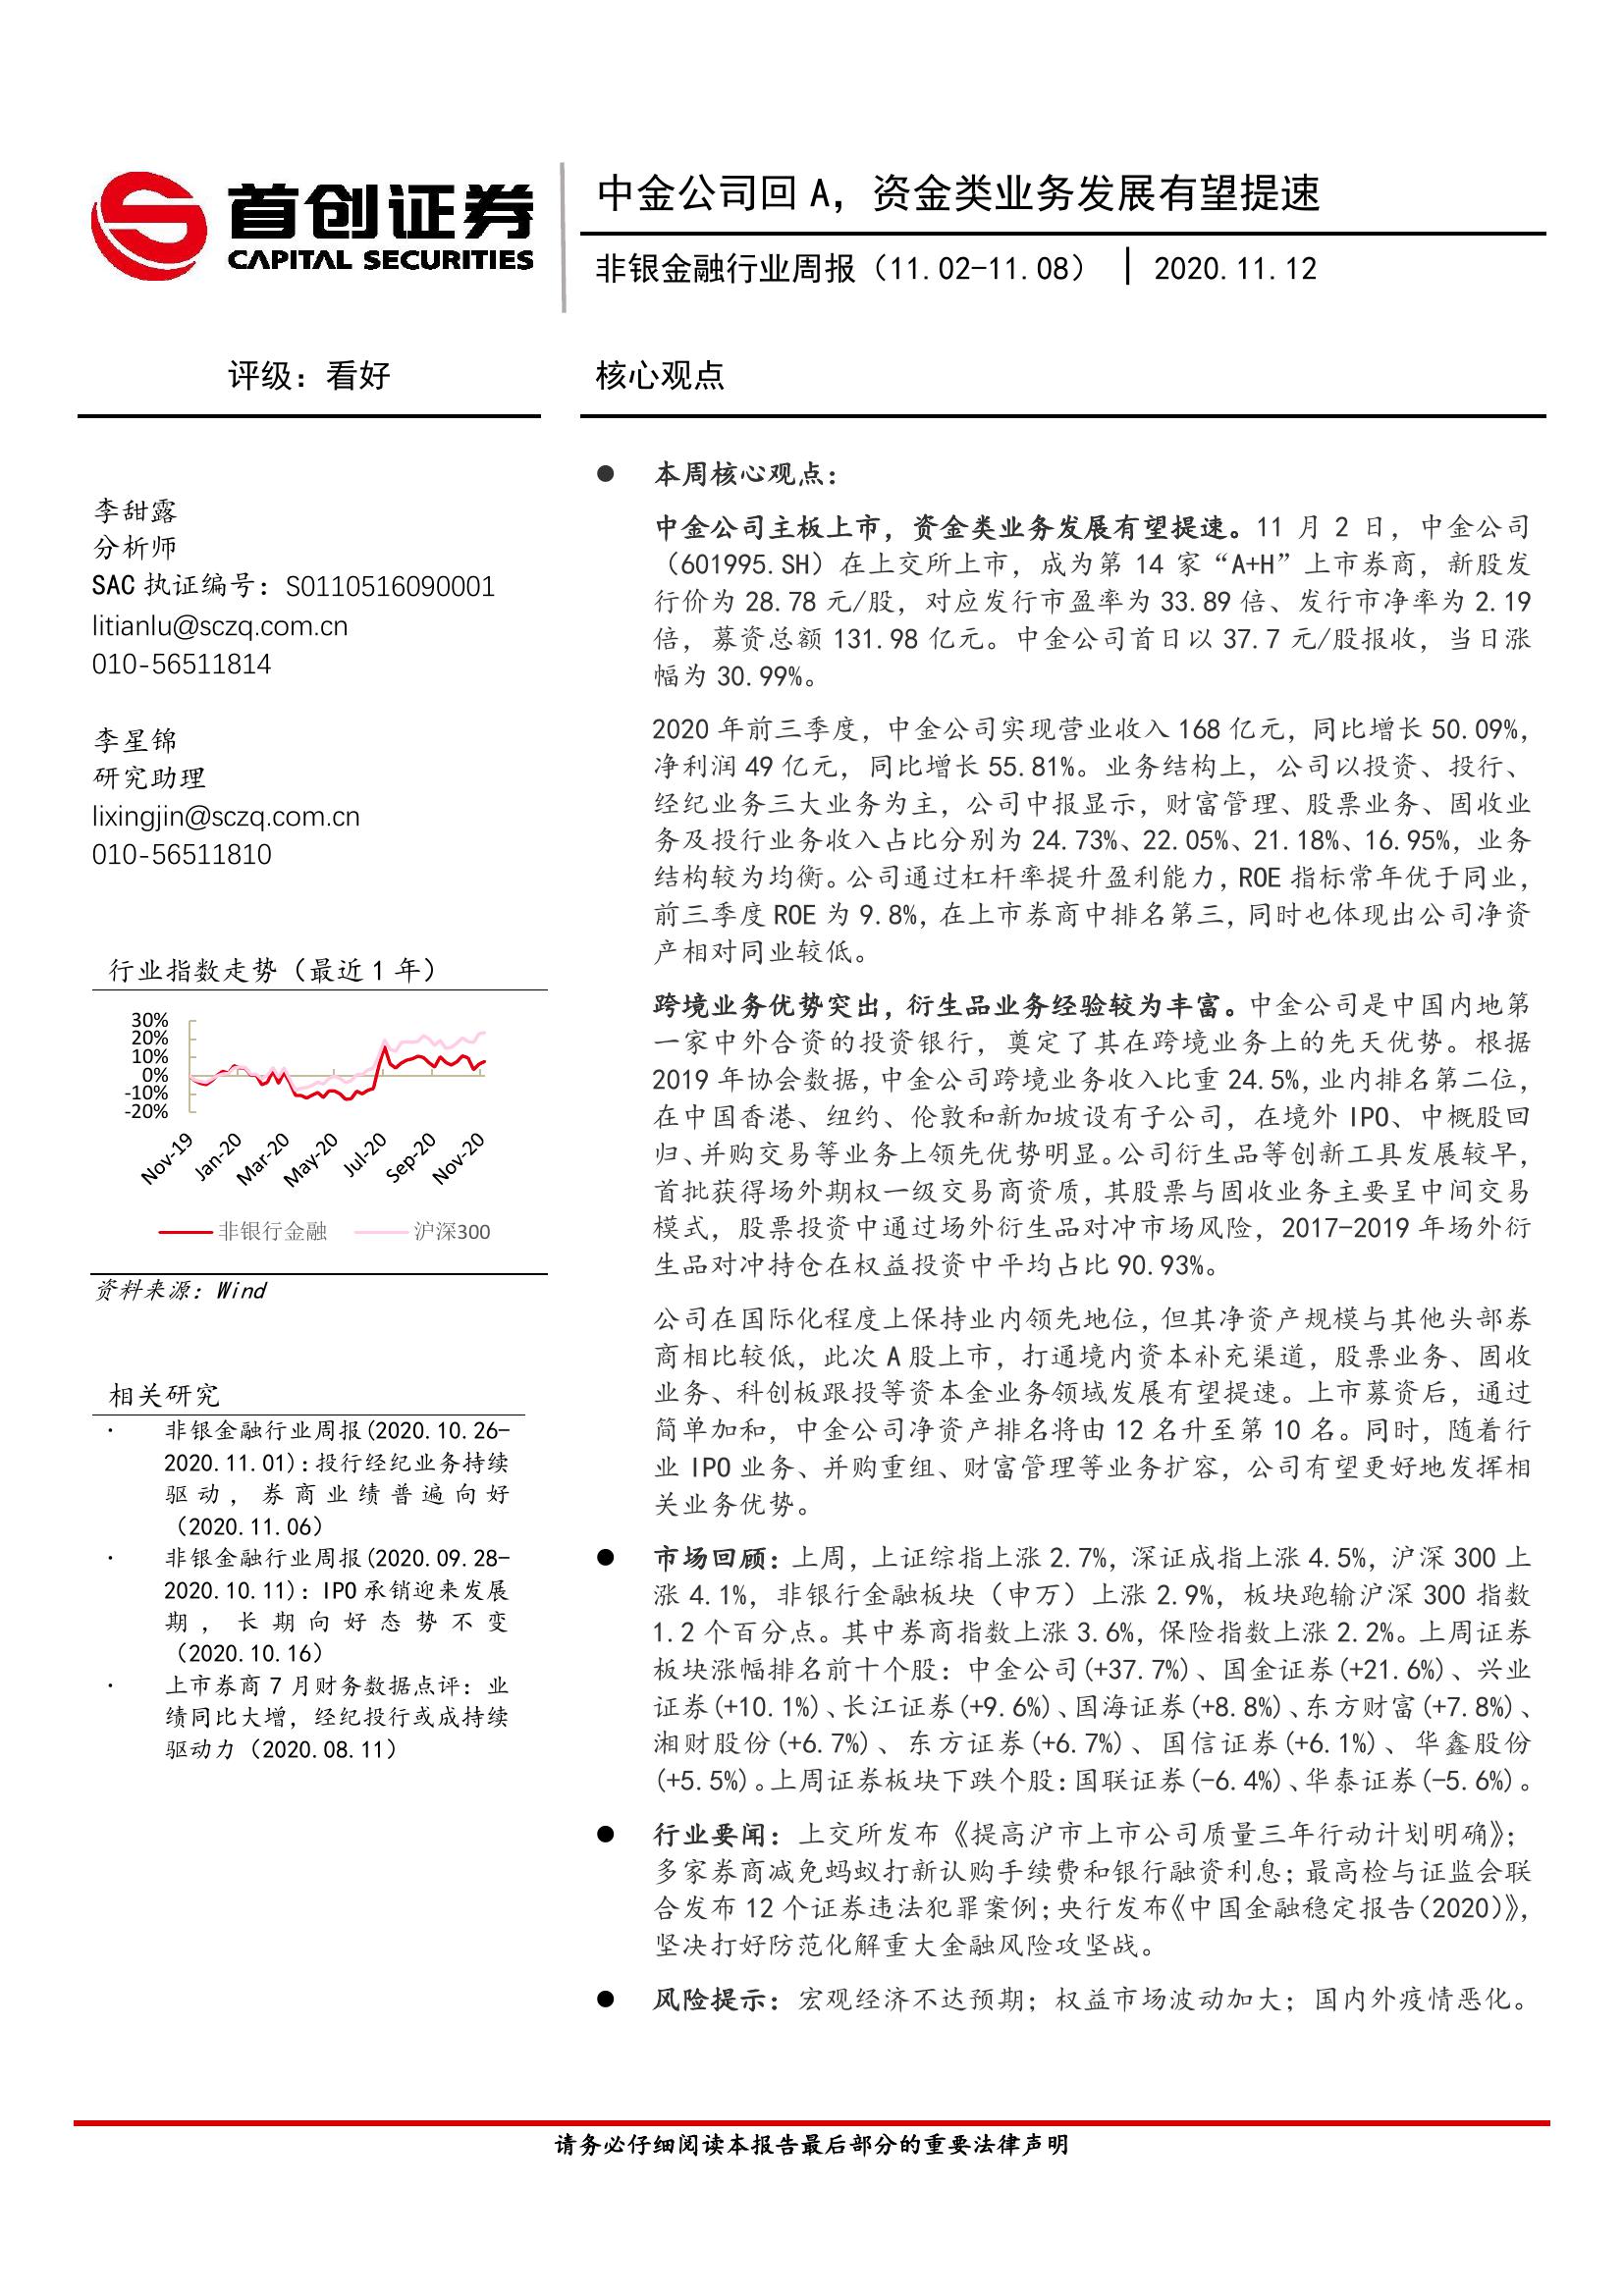 首创证券
CAPITAL SECURITIES
中金公司回 A，资金类业务发展有望提速
非银金融行业周报（11.02-11.08） | 2020.11.12
评级：看好
李甜露
分析师
SAC 执证编号：S0110516090001
litianlu@sczq.com.cn
010-56511814
李星锦
研究助理
lixingjin@sczq.com.cn
010-56511810
行业指数走势（最近 1 年）
30%
20%
10%
0%
-10%
-20%
Nov-19
Jan-20
Mar-20
May-20
Jul-20
Sep-20
Nov-20
非银行金融
沪深300
资料来源：Wind
相关研究
· 非银金融行业周报(2020.10.26-
2020.11.01)：投行经纪业务持续
驱动，券商业绩普遍向好
（2020.11.06）
· 非银金融行业周报(2020.09.28-
2020.10.11)：IPO 承销迎来发展
期，长期向好态势不变
（2020.10.16）
· 上市券商 7 月财务数据点评：业
绩同比大增，经纪投行或成持续
驱动力（2020.08.11）
核心观点
● 本周核心观点：
中金公司主板上市，资金类业务发展有望提速。11 月 2 日，中金公司
（601995.SH）在上交所上市，成为第 14 家“A+H”上市券商，新股发
行价为 28.78 元/股，对应发行市盈率为 33.89 倍、发行市净率为 2.19
倍，募资总额 131.98 亿元。中金公司首日以 37.7 元/股报收，当日涨
幅为 30.99%。
2020 年前三季度，中金公司实现营业收入 168 亿元，同比增长 50.09%，
净利润 49 亿元，同比增长 55.81%。业务结构上，公司以投资、投行、
经纪业务三大业务为主，公司中报显示，财富管理、股票业务、固收业
务及投行业务收入占比分别为 24.73%、22.05%、21.18%、16.95%，业务
结构较为均衡。公司通过杠杆率提升盈利能力，ROE 指标常年优于同业，
前三季度 ROE 为 9.8%，在上市券商中排名第三，同时也体现出公司净资
产相对同业较低。
跨境业务优势突出，衍生品业务经验较为丰富。中金公司是中国内地第
一家中外合资的投资银行，奠定了其在跨境业务上的先天优势。根据
2019 年协会数据，中金公司跨境业务收入比重 24.5%，业内排名第二位，
在中国香港、纽约、伦敦和新加坡设有子公司，在境外 IPO、中概股回
归、并购交易等业务上领先优势明显。公司衍生品等创新工具发展较早，
首批获得场外期权一级交易商资质，其股票与固收业务主要呈中间交易
模式，股票投资中通过场外衍生品对冲市场风险，2017-2019 年场外衍
生品对冲持仓在权益投资中平均占比 90.93%。
公司在国际化程度上保持业内领先地位，但其净资产规模与其他头部券
商相比较低，此次 A 股上市，打通境内资本补充渠道，股票业务、固收
业务、科创板跟投等资本金业务领域发展有望提速。上市募资后，通过
简单加和，中金公司净资产排名将由 12 名升至第 10 名。同时，随着行
业 IPO 业务、并购重组、财富管理等业务扩容，公司有望更好地发挥相
关业务优势。
● 市场回顾：上周，上证综指上涨 2.7%，深证成指上涨 4.5%，沪深 300 上
涨 4.1%，非银行金融板块（申万）上涨 2.9%，板块跑输沪深 300 指数
1.2 个百分点。其中券商指数上涨 3.6%，保险指数上涨 2.2%。上周证券
板块涨幅排名前十个股：中金公司(+37.7%)、国金证券(+21.6%)、兴业
证券(+10.1%)、长江证券(+9.6%)、国海证券(+8.8%)、东方财富(+7.8%)、
湘财股份(+6.7%)、东方证券(+6.7%)、国信证券(+6.1%)、华鑫股份
(+5.5%)。上周证券板块下跌个股：国联证券(-6.4%)、华泰证券(-5.6%)。
● 行业要闻：上交所发布《提高沪市上市公司质量三年行动计划明确》；
多家券商减免蚂蚁打新认购手续费和银行融资利息；最高检与证监会联
合发布 12 个证券违法犯罪案例；央行发布《中国金融稳定报告（2020）》，
坚决打好防范化解重大金融风险攻坚战。
● 风险提示：宏观经济不达预期；权益市场波动加大；国内外疫情恶化。
请务必仔细阅读本报告最后部分的重要法律声明